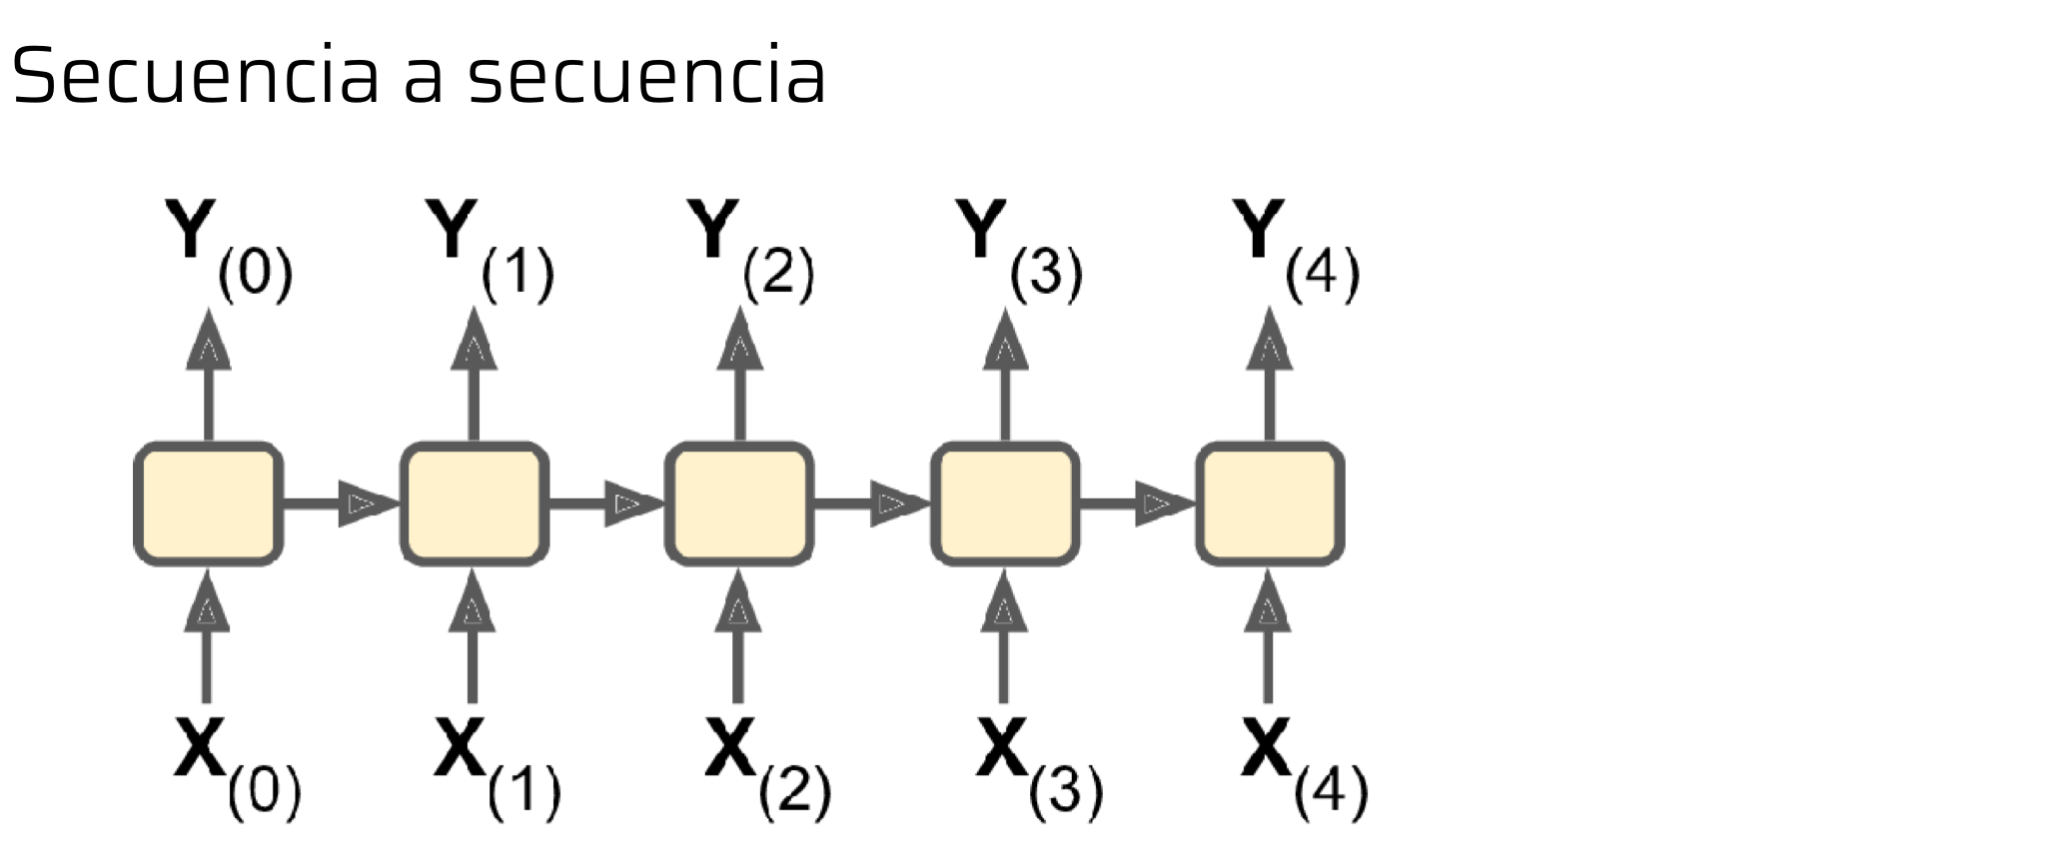 Secuencia a secuencia
Y(0) Y(1) Y(2) Y(3) Y(4)
X(0) X(1) X(2) X(3) X(4)